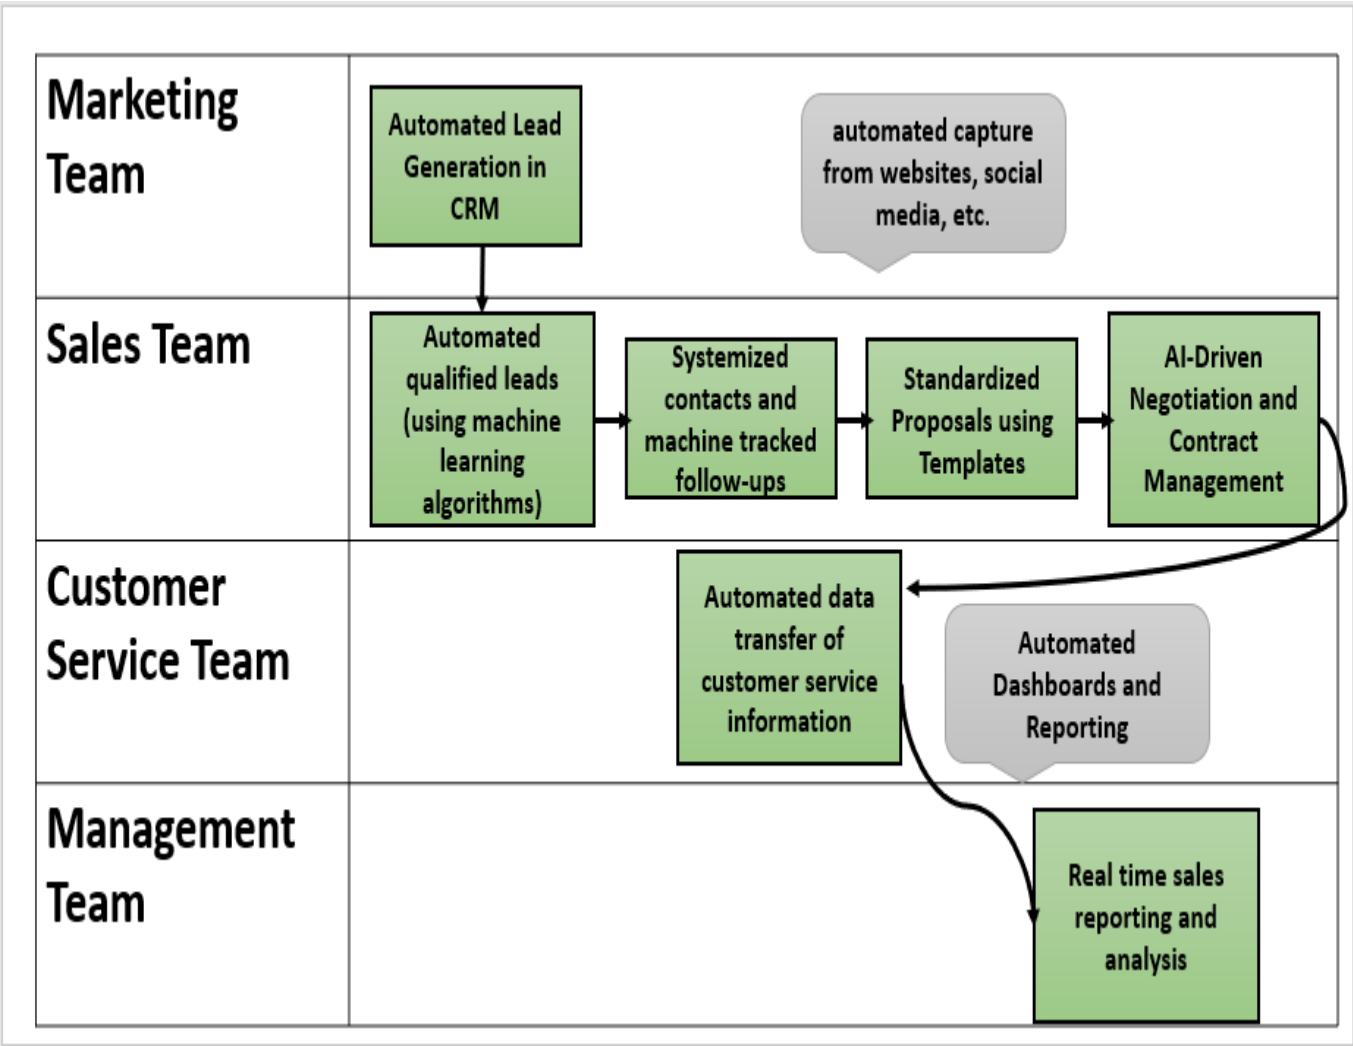 Marketing
Team
Automated Lead
Generation in
CRM
automated capture
from websites, social
media, etc.
Sales Team
Automated
qualified leads
(using machine
learning
algorithms)
Systemized
contacts and
machine tracked
follow-ups
Standardized
Proposals using
Templates
AI-Driven
Negotiation and
Contract
Management
Customer
Service Team
Automated data
transfer of
customer service
information
Automated
Dashboards and
Reporting
Management
Team
Real time sales
reporting and
analysis